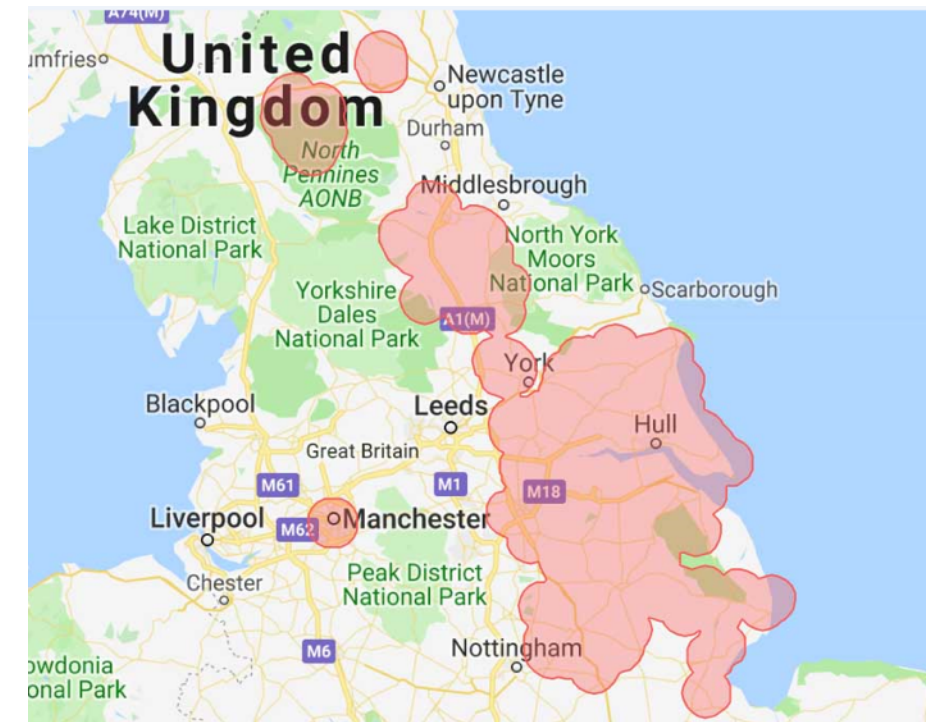 A74(M)
United
Kingdom
umfries
Newcastle
upon Tyne
Durham
North
Pennines
AONB
Middlesbrough
Lake District
National Park
North York
Moors
National Park
Scarborough
Yorkshire
Dales
National Park
A1(M)
York
Blackpool
Leeds
Hull
Great Britain
M61
M1
M18
Liverpool
M62
Manchester
Chester
Peak District
National Park
M6
Nottingham
owdonia
onal Park